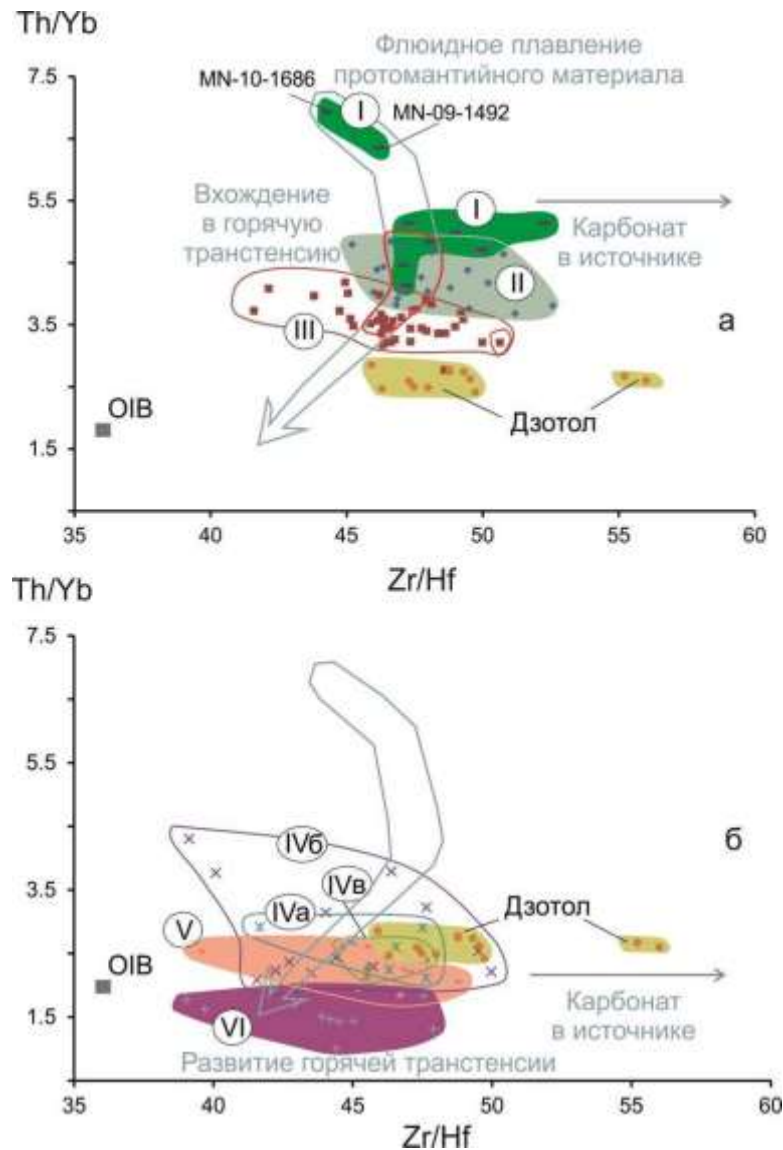 Th/Yb
Флюидное плавление
протомантийного материала
7.5
MN-10-1686
I
MN-09-1492
Вхождение
в горячую
транстенсию
5.5
I
Карбонат
в источнике
II
а
3.5
III
OIB
Дзотол
1.5
35
40
45
50
55
60
Zr/Hf
Th/Yb
7.5
5.5
б
IVб
3.5
IVв
IVа
Дзотол
V
OIB
1.5
VI
Карбонат
в источнике
Развитие горячей транстенсии
35
40
45
50
55
60
Zr/Hf